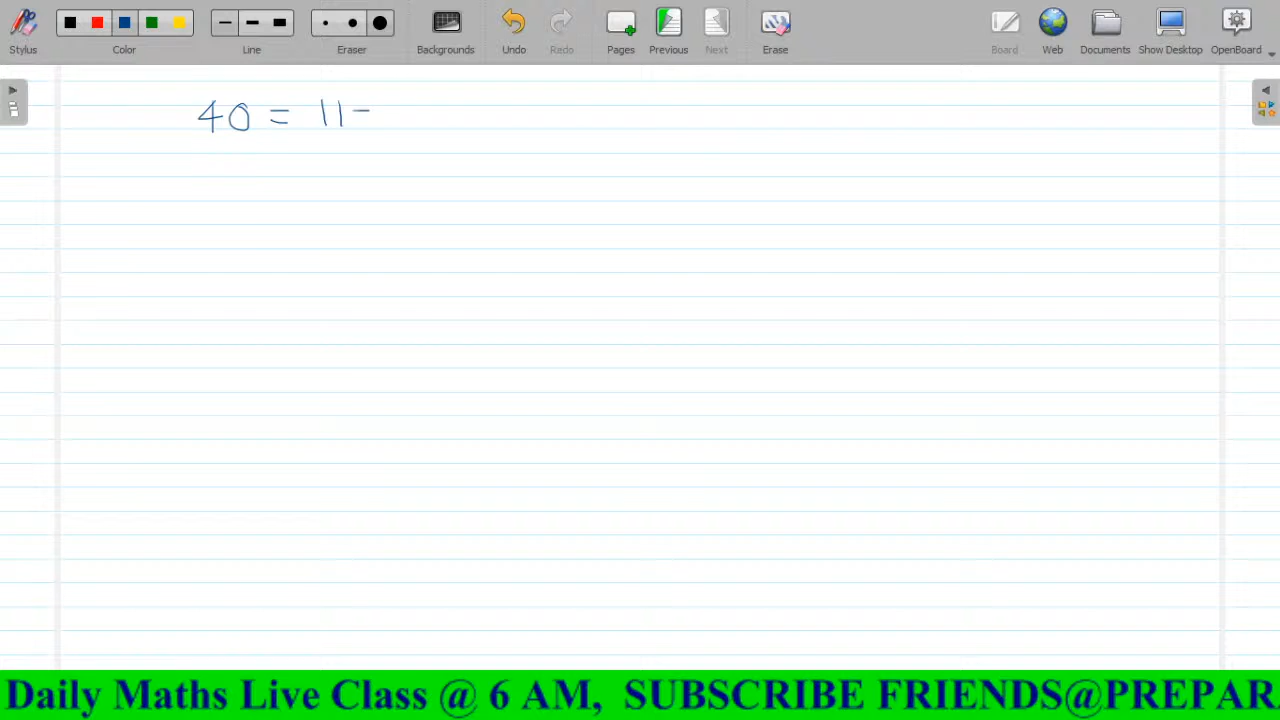 Stylus Color Line Eraser Backgrounds Undo Redo Pages Previous Next Erase Board Web Documents Show Desktop OpenBoard
40 = 11-
Daily Maths Live Class @ 6 AM, SUBSCRIBE FRIENDS@PREPAR